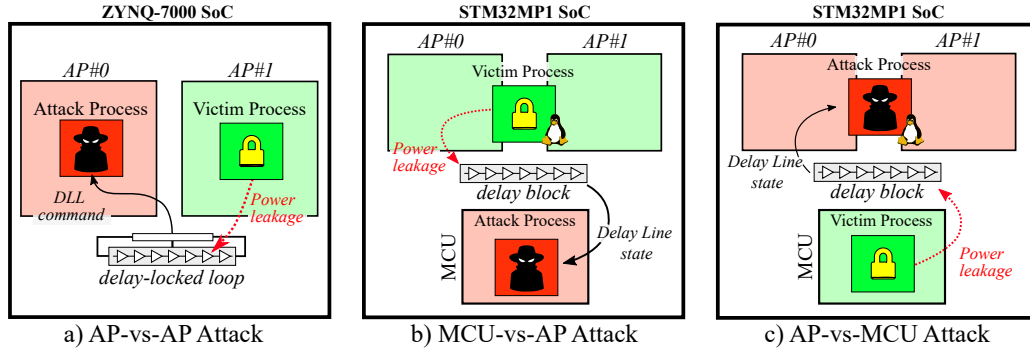 ZYNQ-7000 SoC
AP#0
AP#1
Attack Process
Victim Process
DLL
command
Power
leakage
delay-locked loop
a) AP-vs-AP Attack
STM32MP1 SoC
AP#0
AP#1
Victim Process
Power
leakage
delay block
Attack Process
MCU
Delay Line
state
b) MCU-vs-AP Attack
STM32MP1 SoC
AP#0
AP#1
Attack Process
Delay Line
state
delay block
Victim Process
MCU
Power
leakage
c) AP-vs-MCU Attack